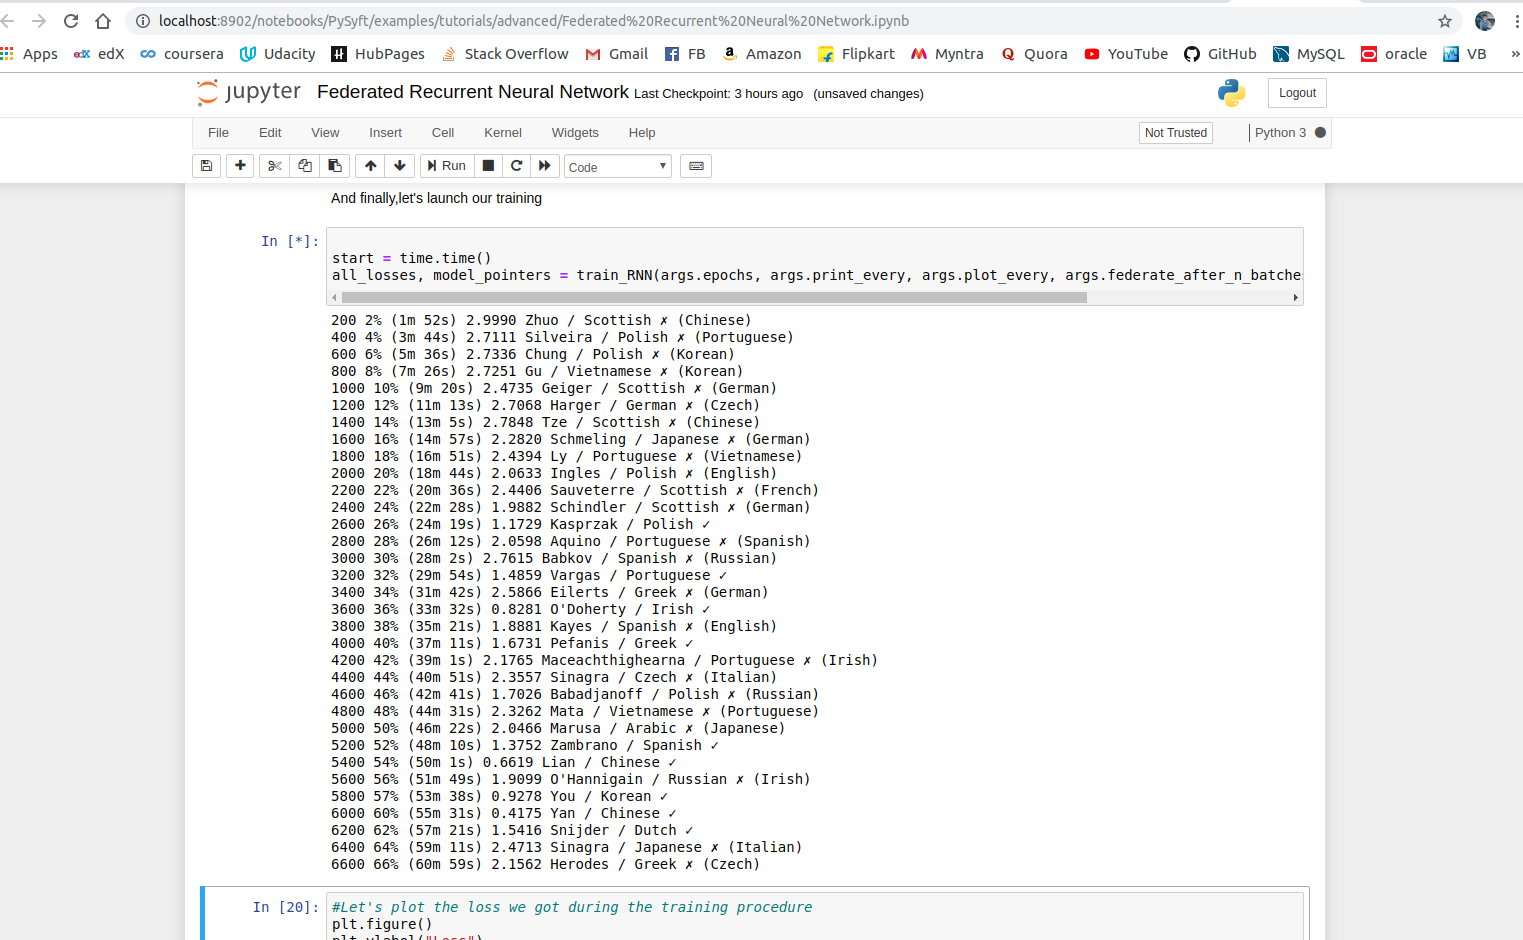 localhost:8902/notebooks/PySyft/examples/tutorials/advanced/Federated%20Recurrent%20Neural%20Network.ipynb
Apps edX coursera Udacity HubPages Stack Overflow Gmail FB Amazon Flipkart Myntra Quora YouTube GitHub MySQL oracle VB »
jupyter Federated Recurrent Neural Network Last Checkpoint: 3 hours ago (unsaved changes) Logout
File Edit View Insert Cell Kernel Widgets Help Not Trusted Python 3
Run Code
And finally,let's launch our training
In [*]:
start = time.time()
all_losses, model_pointers = train_RNN(args.epochs, args.print_every, args.plot_every, args.federate_after_n_batche
200 2% (1m 52s) 2.9990 Zhuo / Scottish ✗ (Chinese)
400 4% (3m 44s) 2.7111 Silveira / Polish ✗ (Portuguese)
600 6% (5m 36s) 2.7336 Chung / Polish ✗ (Korean)
800 8% (7m 26s) 2.7251 Gu / Vietnamese ✗ (Korean)
1000 10% (9m 20s) 2.4735 Geiger / Scottish ✗ (German)
1200 12% (11m 13s) 2.7068 Harger / German ✗ (Czech)
1400 14% (13m 5s) 2.7848 Tze / Scottish ✗ (Chinese)
1600 16% (14m 57s) 2.2820 Schmeling / Japanese ✗ (German)
1800 18% (16m 51s) 2.4394 Ly / Portuguese ✗ (Vietnamese)
2000 20% (18m 44s) 2.0633 Ingles / Polish ✗ (English)
2200 22% (20m 36s) 2.4406 Sauveterre / Scottish ✗ (French)
2400 24% (22m 28s) 1.9882 Schindler / Scottish ✗ (German)
2600 26% (24m 19s) 1.1729 Kasprzak / Polish ✓
2800 28% (26m 12s) 2.0598 Aquino / Portuguese ✗ (Spanish)
3000 30% (28m 2s) 2.7615 Babkov / Spanish ✗ (Russian)
3200 32% (29m 54s) 1.4859 Vargas / Portuguese ✓
3400 34% (31m 42s) 2.5866 Eilerts / Greek ✗ (German)
3600 36% (33m 32s) 0.8281 O'Doherty / Irish ✓
3800 38% (35m 21s) 1.8881 Kayes / Spanish ✗ (English)
4000 40% (37m 11s) 1.6731 Pefanis / Greek ✓
4200 42% (39m 1s) 2.1765 Maceachthighearna / Portuguese ✗ (Irish)
4400 44% (40m 51s) 2.3557 Sinagra / Czech ✗ (Italian)
4600 46% (42m 41s) 1.7026 Babadjanoff / Polish ✗ (Russian)
4800 48% (44m 31s) 2.3262 Mata / Vietnamese ✗ (Portuguese)
5000 50% (46m 22s) 2.0466 Marusa / Arabic ✗ (Japanese)
5200 52% (48m 10s) 1.3752 Zambrano / Spanish ✓
5400 54% (50m 1s) 0.6619 Lian / Chinese ✓
5600 56% (51m 49s) 1.9099 O'Hannigain / Russian ✗ (Irish)
5800 57% (53m 38s) 0.9278 You / Korean ✓
6000 60% (55m 31s) 0.4175 Yan / Chinese ✓
6200 62% (57m 21s) 1.5416 Snijder / Dutch ✓
6400 64% (59m 11s) 2.4713 Sinagra / Japanese ✗ (Italian)
6600 66% (60m 59s) 2.1562 Herodes / Greek ✗ (Czech)
In [20]: #Let's plot the loss we got during the training procedure
plt.figure()
plt.ylabel("Loss")